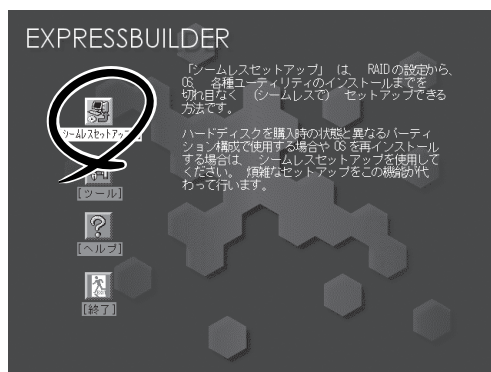 EXPRESSBUILDER
「シームレスセットアップ」 は、 RAIDの設定から、
OS、 各種ユーティリティのインストールまでを
切れ目なく （シームレスで） セットアップできる
方法です。
ハードディスクを購入時の状態と異なるパーティ
ション構成で使用する場合や OSを再インストール
する場合は、 シームレスセットアップを使用して
ください。 煩雑なセットアップをこの機能が代
わって行います。
シームレスセットアップ
[ツール]
[ヘルプ]
[終了]